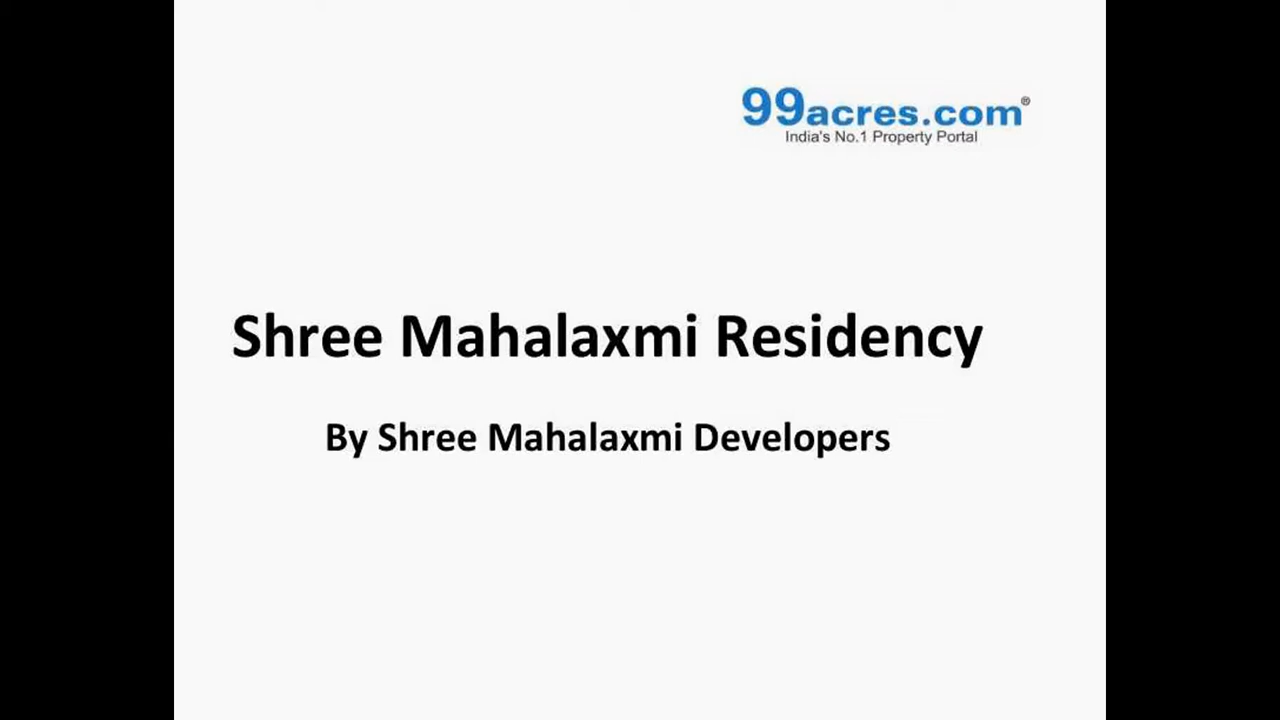 99acres.com®
India's No.1 Property Portal
Shree Mahalaxmi Residency
By Shree Mahalaxmi Developers